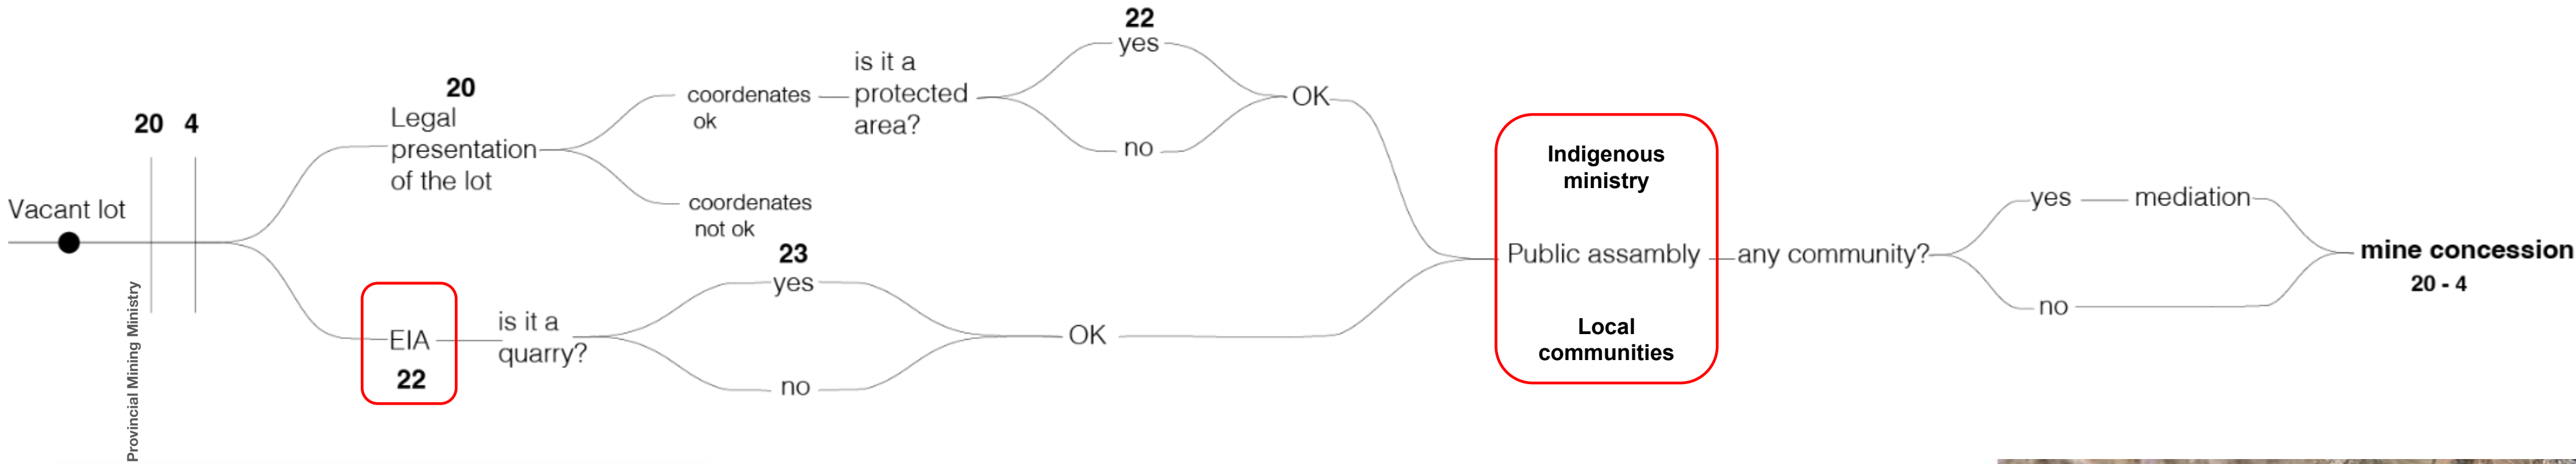 Vacant lot
20
4
Provincial Mining Ministry
20
Legal
presentation
of the lot
coordenates
ok
coordenates
not ok
is it a
protected
area?
22
yes
no
OK
EIA
22
is it a
quarry?
23
yes
no
OK
Indigenous
ministry
Public assambly
Local
communities
any community?
yes
mediation
no
mine concession
20 - 4